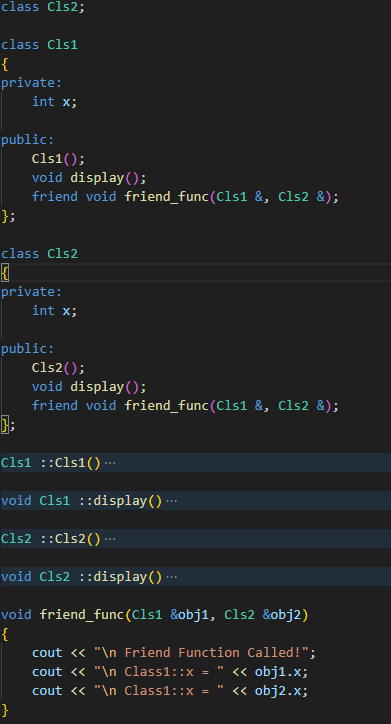 class Cls2;
class Cls1
{
private:
int x;
public:
Cls1();
void display();
friend void friend_func(Cls1 &, Cls2 &);
};
class Cls2
{
private:
int x;
public:
Cls2();
void display();
friend void friend_func(Cls1 &, Cls2 &);
};
Cls1 ::Cls1() ...
void Cls1 ::display() ...
Cls2 ::Cls2() ...
void Cls2 ::display() ...
void friend_func(Cls1 &obj1, Cls2 &obj2)
{
cout << "\n Friend Function Called!";
cout << "\n Class1::x = " << obj1.x;
cout << "\n Class1::x = " << obj2.x;
}